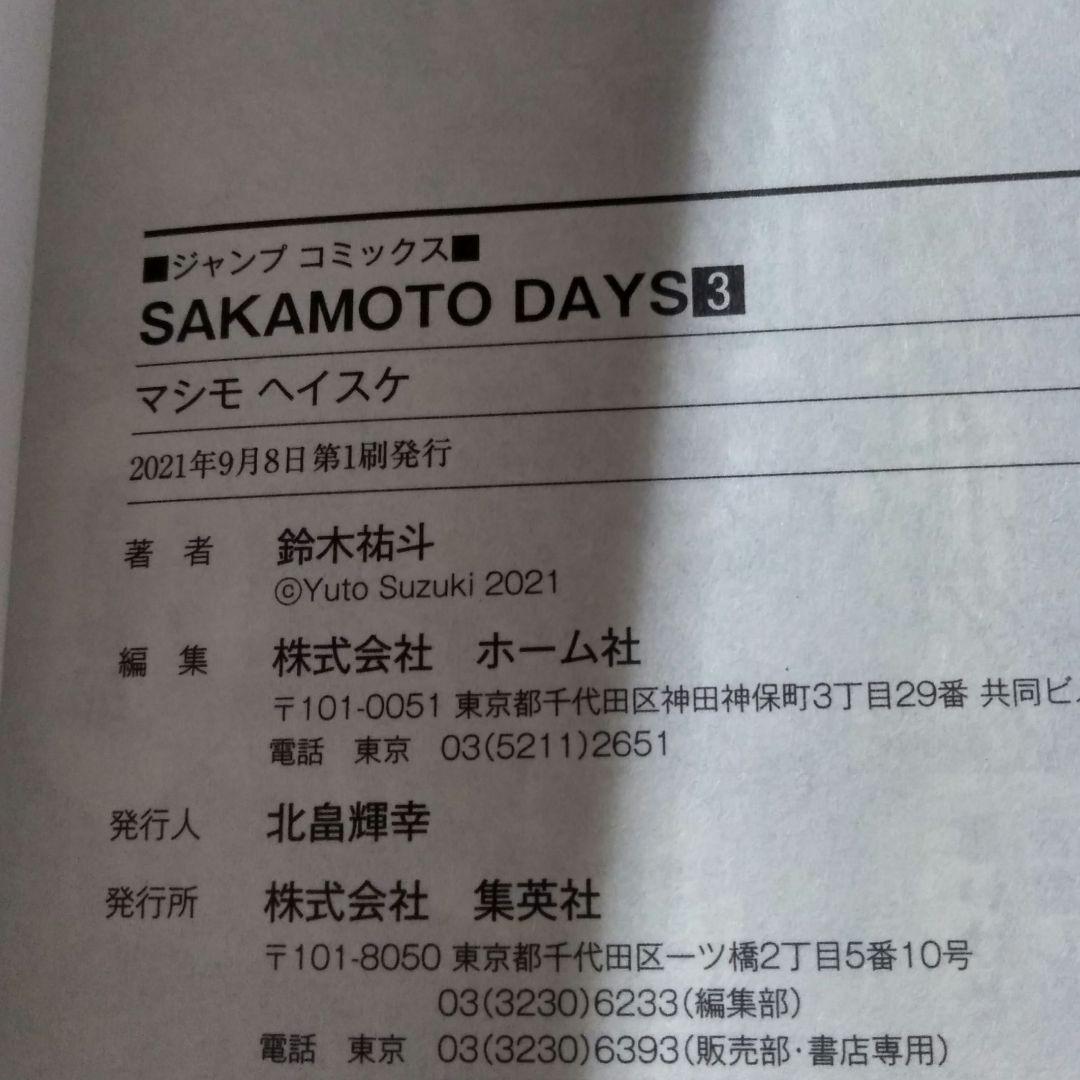 ■ジャンプ コミックス■
SAKAMOTO DAYS3
マシモ ヘイスケ
2021年9月8日第1刷発行
著者 鈴木祐斗
©Yuto Suzuki 2021
編集 株式会社 ホーム社
〒101-0051 東京都千代田区神田神保町3丁目29番 共同ビ
電話 東京 03(5211)2651
発行人 北畠輝幸
発行所 株式会社 集英社
〒101-8050 東京都千代田区一ツ橋2丁目5番10号
03(3230)6233(編集部)
電話 東京 03(3230)6393(販売部・書店専用)